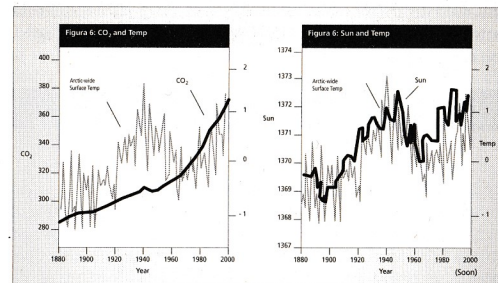 Figura 6: CO₂ and Temp
400
380
360
340
320
300
280
CO₂
2
1
0
-1
Arctic-wide
Surface Temp
CO₂
1880 1900 1920 1940 1960 1980 2000
Year
Figura 6: Sun and Temp
1374
1373
1372
1371
1370
1369
1368
1367
Sun
2
1
Temp
0
-1
Arctic-wide
Surface Temp
Sun
1880 1900 1920 1940 1960 1980 2000
Year
(Soon)